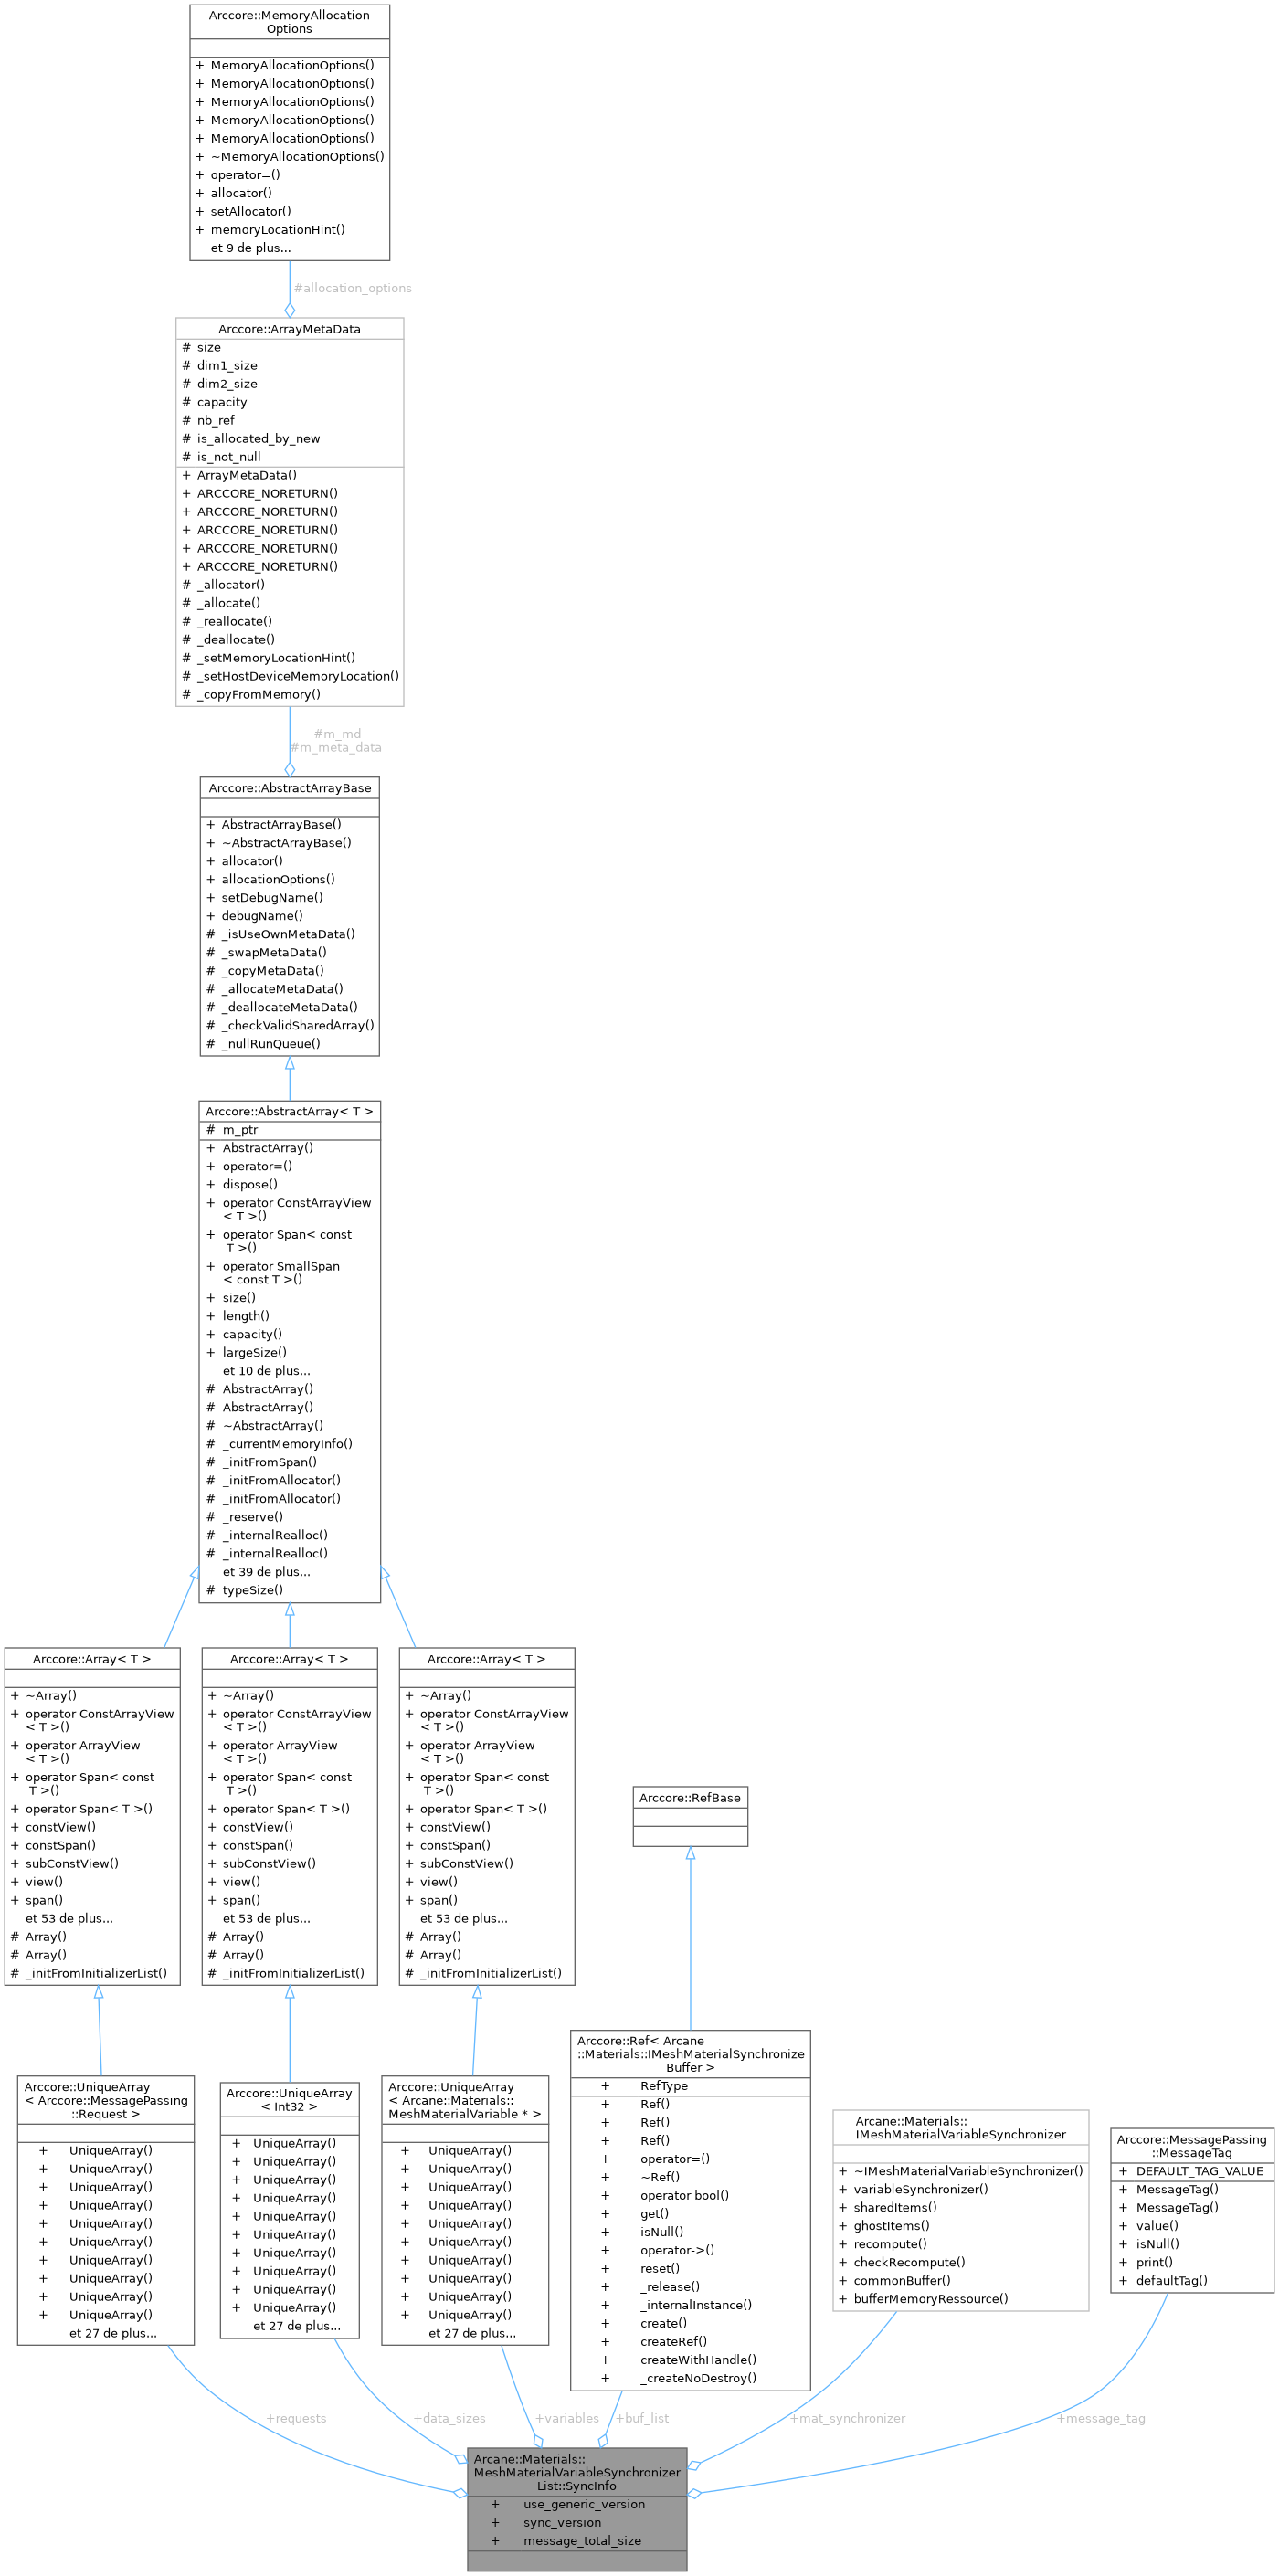 Arccore::MemoryAllocation
Options
+ MemoryAllocationOptions()
+ MemoryAllocationOptions()
+ MemoryAllocationOptions()
+ MemoryAllocationOptions()
+ MemoryAllocationOptions()
+ ~MemoryAllocationOptions()
+ operator=()
+ allocator()
+ setAllocator()
+ memoryLocationHint()
et 9 de plus...
#allocation_options
Arccore::ArrayMetaData
# size
# dim1_size
# dim2_size
# capacity
# nb_ref
# is_allocated_by_new
# is_not_null
+ ArrayMetaData()
+ ARCCORE_NORETURN()
+ ARCCORE_NORETURN()
+ ARCCORE_NORETURN()
+ ARCCORE_NORETURN()
+ ARCCORE_NORETURN()
# _allocator()
# _allocate()
# _reallocate()
# _deallocate()
# _setMemoryLocationHint()
# _setHostDeviceMemoryLocation()
# _copyFromMemory()
#m_md
#m_meta_data
Arccore::AbstractArrayBase
+ AbstractArrayBase()
+ ~AbstractArrayBase()
+ allocator()
+ allocationOptions()
+ setDebugName()
+ debugName()
# _isUseOwnMetaData()
# _swapMetaData()
# _copyMetaData()
# _allocateMetaData()
# _deallocateMetaData()
# _checkValidSharedArray()
# _nullRunQueue()
Arccore::AbstractArray< T >
# m_ptr
+ AbstractArray()
+ operator=()
+ dispose()
+ operator ConstArrayView
< T >()
+ operator Span< const
T >()
+ operator SmallSpan
< const T >()
+ size()
+ length()
+ capacity()
+ largeSize()
et 10 de plus...
# AbstractArray()
# AbstractArray()
# ~AbstractArray()
# _currentMemoryInfo()
# _initFromSpan()
# _initFromAllocator()
# _initFromAllocator()
# _reserve()
# _internalRealloc()
# _internalRealloc()
et 39 de plus...
# typeSize()
Arccore::Array< T >
+ ~Array()
+ operator ConstArrayView
< T >()
+ operator ArrayView
< T >()
+ operator Span< const
T >()
+ operator Span< T >()
+ constView()
+ constSpan()
+ subConstView()
+ view()
+ span()
et 53 de plus...
# Array()
# Array()
# _initFromInitializerList()
Arccore::Array< T >
+ ~Array()
+ operator ConstArrayView
< T >()
+ operator ArrayView
< T >()
+ operator Span< const
T >()
+ operator Span< T >()
+ constView()
+ constSpan()
+ subConstView()
+ view()
+ span()
et 53 de plus...
# Array()
# Array()
# _initFromInitializerList()
Arccore::Array< T >
+ ~Array()
+ operator ConstArrayView
< T >()
+ operator ArrayView
< T >()
+ operator Span< const
T >()
+ operator Span< T >()
+ constView()
+ constSpan()
+ subConstView()
+ view()
+ span()
et 53 de plus...
# Array()
# Array()
# _initFromInitializerList()
Arccore::RefBase
Arccore::UniqueArray
< Arccore::MessagePassing
::Request >
+ UniqueArray()
+ UniqueArray()
+ UniqueArray()
+ UniqueArray()
+ UniqueArray()
+ UniqueArray()
+ UniqueArray()
+ UniqueArray()
+ UniqueArray()
+ UniqueArray()
et 27 de plus...
Arccore::UniqueArray
< Int32 >
+ UniqueArray()
+ UniqueArray()
+ UniqueArray()
+ UniqueArray()
+ UniqueArray()
+ UniqueArray()
+ UniqueArray()
+ UniqueArray()
+ UniqueArray()
+ UniqueArray()
et 27 de plus...
Arccore::UniqueArray
< Arcane::Materials::
MeshMaterialVariable * >
+ UniqueArray()
+ UniqueArray()
+ UniqueArray()
+ UniqueArray()
+ UniqueArray()
+ UniqueArray()
+ UniqueArray()
+ UniqueArray()
+ UniqueArray()
+ UniqueArray()
et 27 de plus...
Arccore::Ref< Arcane
::Materials::IMeshMaterialSynchronize
Buffer >
+ RefType
+ Ref()
+ Ref()
+ Ref()
+ operator=()
+ ~Ref()
+ operator bool()
+ get()
+ isNull()
+ operator->()
+ reset()
+ _release()
+ _internalInstance()
+ create()
+ createRef()
+ createWithHandle()
+ _createNoDestroy()
Arcane::Materials::
IMeshMaterialVariableSynchronizer
+ ~IMeshMaterialVariableSynchronizer()
+ variableSynchronizer()
+ sharedItems()
+ ghostItems()
+ recompute()
+ checkRecompute()
+ commonBuffer()
+ bufferMemoryRessource()
Arccore::MessagePassing
::MessageTag
+ DEFAULT_TAG_VALUE
+ MessageTag()
+ MessageTag()
+ value()
+ isNull()
+ print()
+ defaultTag()
+requests
+data_sizes
+variables
+buf_list
+mat_synchronizer
+message_tag
Arcane::Materials::
MeshMaterialVariableSynchronizer
List::SyncInfo
+ use_generic_version
+ sync_version
+ message_total_size